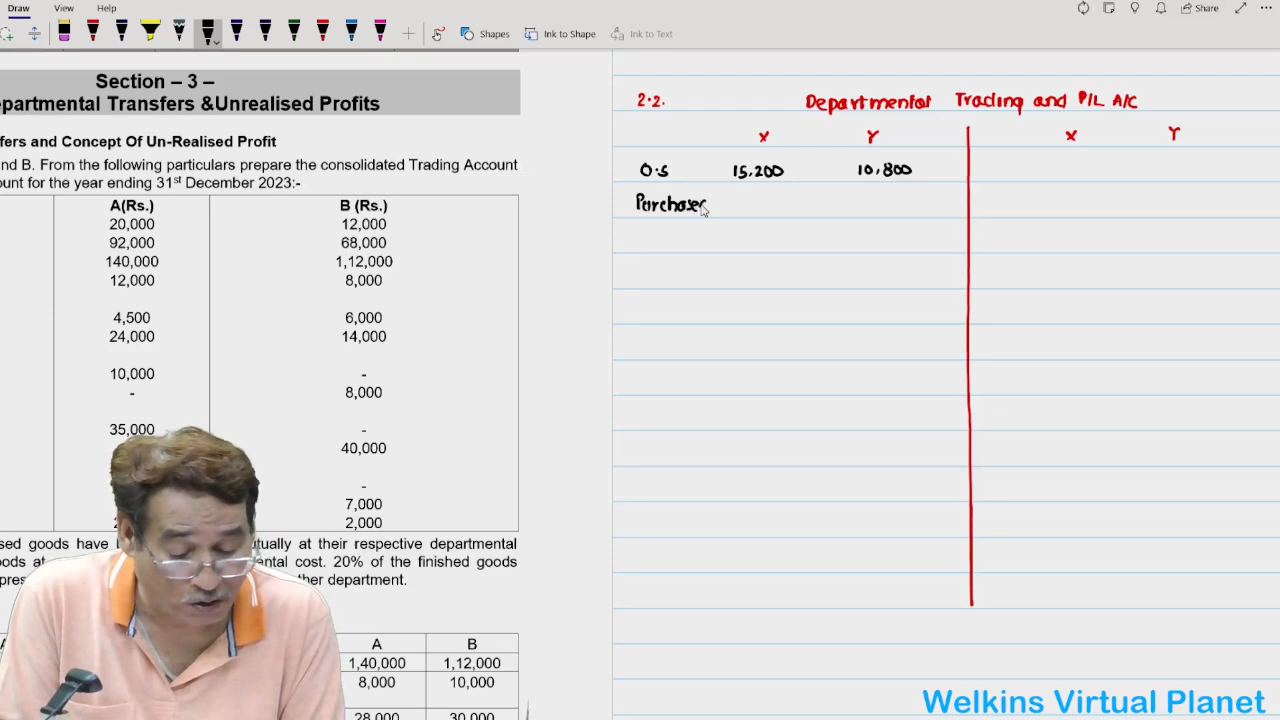 Draw View Help
Share
Shapes Ink to Shape Ink to Text
Section – 3 –
epartmental Transfers &Unrealised Profits
fers and Concept Of Un-Realised Profit
nd B. From the following particulars prepare the consolidated Trading Account
ount for the year ending 31st December 2023:-
A(Rs.) B (Rs.)
20,000 12,000
92,000 68,000
140,000 1,12,000
12,000 8,000
4,500 6,000
24,000 14,000
10,000 -
- 8,000
35,000 -
40,000
-
7,000
2,000
sed goods have tually at their respective departmental
ods at ental cost. 20% of the finished goods
pres her department.
A B
1,40,000 1,12,000
8,000 10,000
28,000 30,000
2.2. Departmental Trading and P/L A/C
X Y X Y
O.S 15,200 10,800
Purchases
Welkins Virtual Planet